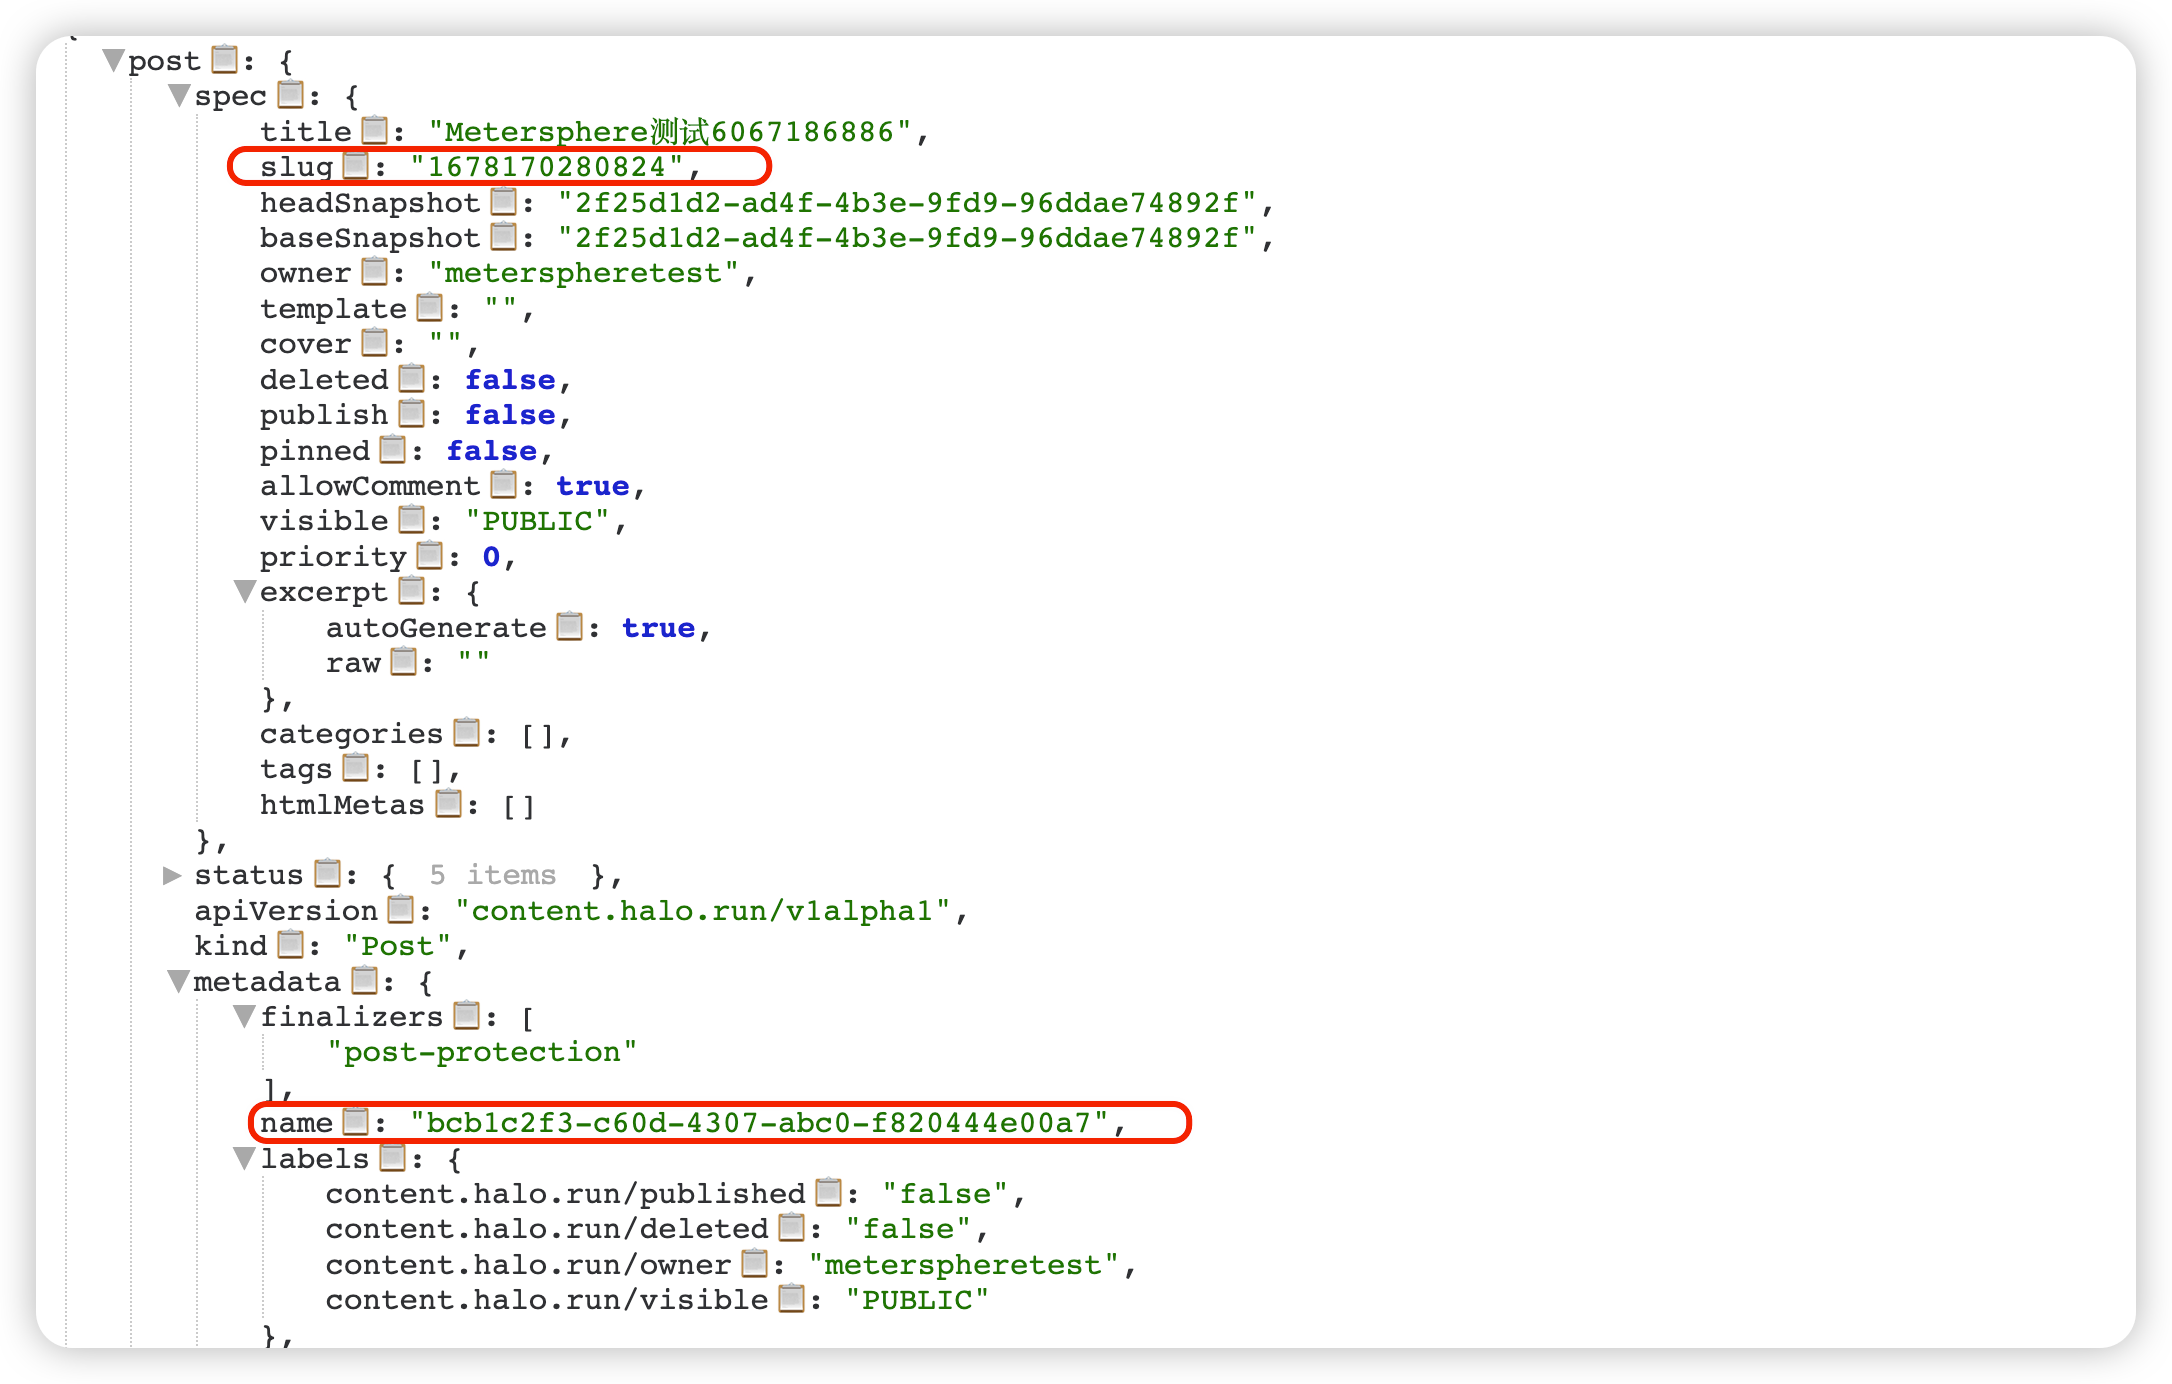 post: {
spec: {
title: "Metersphere测试6067186886",
slug: "1678170280824",
headSnapshot: "2f25d1d2-ad4f-4b3e-9fd9-96ddae74892f",
baseSnapshot: "2f25d1d2-ad4f-4b3e-9fd9-96ddae74892f",
owner: "meterspheretest",
template: "",
cover: "",
deleted: false,
publish: false,
pinned: false,
allowComment: true,
visible: "PUBLIC",
priority: 0,
excerpt: {
autoGenerate: true,
raw: ""
},
categories: [],
tags: [],
htmlMetas: []
},
status: { 5 items },
apiVersion: "content.halo.run/v1alpha1",
kind: "Post",
metadata: {
finalizers: [
"post-protection"
],
name: "bcb1c2f3-c60d-4307-abc0-f820444e00a7",
labels: {
content.halo.run/published: "false",
content.halo.run/deleted: "false",
content.halo.run/owner: "meterspheretest",
content.halo.run/visible: "PUBLIC"
},